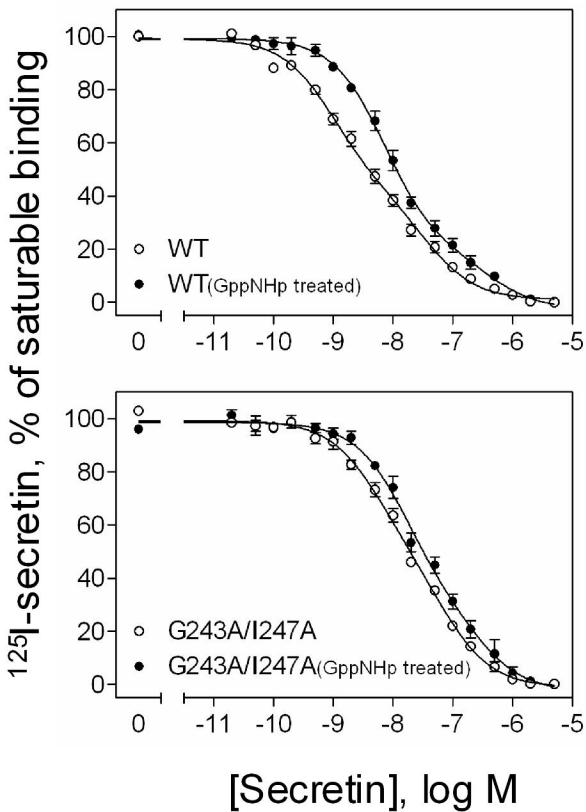 ¹²⁵I-secretin, % of saturable binding
100
80
60
40
20
0
WT
WT(GppNHp treated)
0 -11 -10 -9 -8 -7 -6 -5
100
80
60
40
20
0
G243A/I247A
G243A/I247A(GppNHp treated)
0 -11 -10 -9 -8 -7 -6 -5
[Secretin], log M